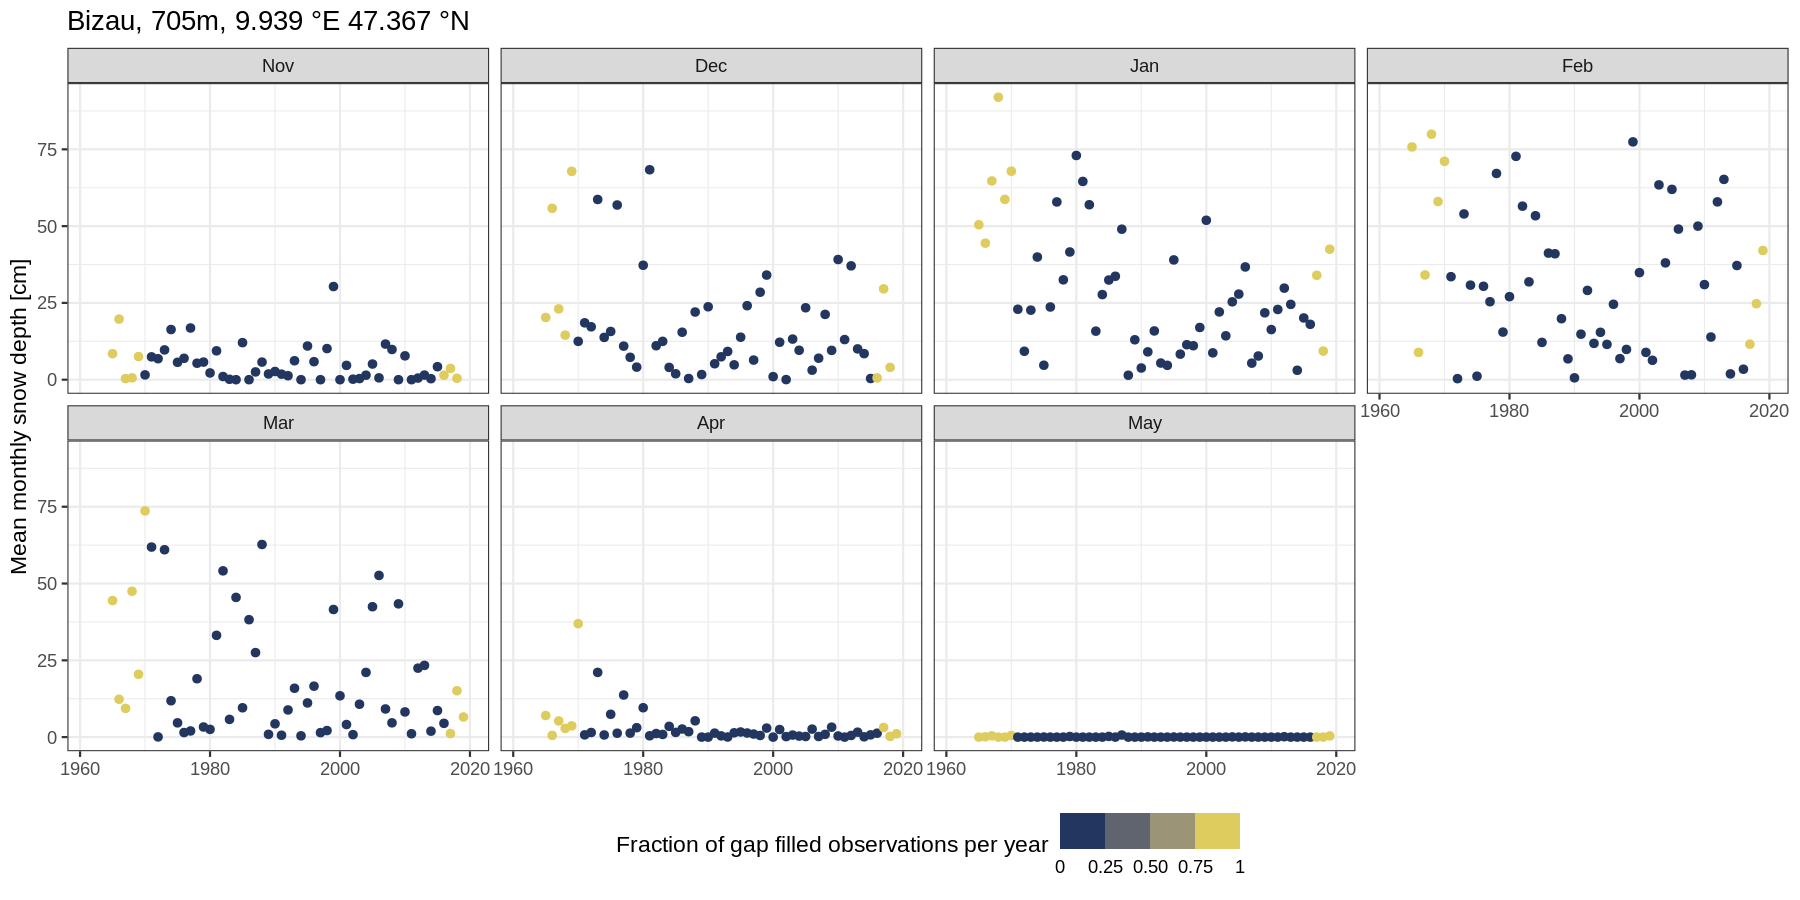 Bizau, 705m, 9.939 °E 47.367 °N
Nov
Dec
Jan
Feb
Mean monthly snow depth [cm]
75
50
25
0
1960 1980 2000 2020
Mar
Apr
May
75
50
25
0
1960 1980 2000 2020 1960 1980 2000 2020 1960 1980 2000 2020
Fraction of gap filled observations per year
0 0.25 0.50 0.75 1